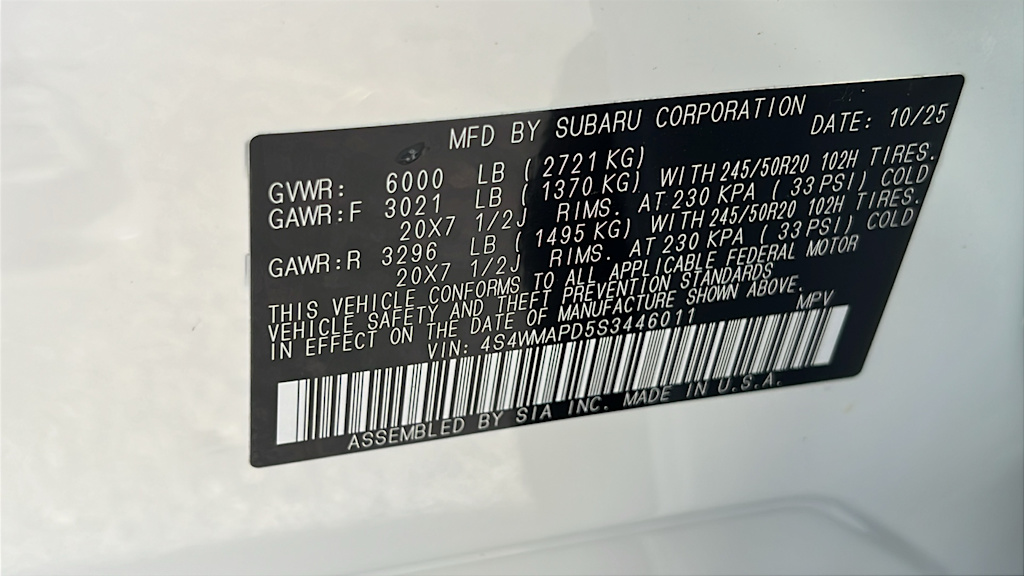 MFD BY SUBARU CORPORATION DATE: 10/25
GVWR: 6000 LB ( 2721 KG)
GAWR:F 3021 LB ( 1370 KG) WITH 245/50R20 102H TIRES.
20X7 1/2J RIMS. AT 230 KPA ( 33 PSI) COLD
GAWR:R 3296 LB ( 1495 KG) WITH 245/50R20 102H TIRES.
20X7 1/2J RIMS. AT 230 KPA ( 33 PSI) COLD
THIS VEHICLE CONFORMS TO ALL APPLICABLE FEDERAL MOTOR
VEHICLE SAFETY AND THEFT PREVENTION STANDARDS
IN EFFECT ON THE DATE OF MANUFACTURE SHOWN ABOVE.
VIN: 4S4WMAPD5S3446011 MPV
ASSEMBLED BY SIA INC. MADE IN U.S.A.